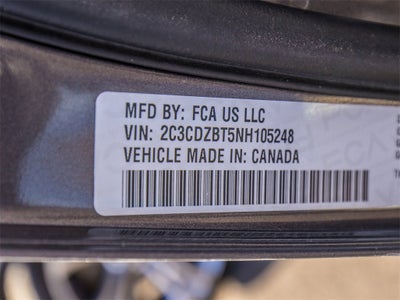 MFD BY: FCA US LLC
VIN: 2C3CDZBT5NH105248
VEHICLE MADE IN: CANADA